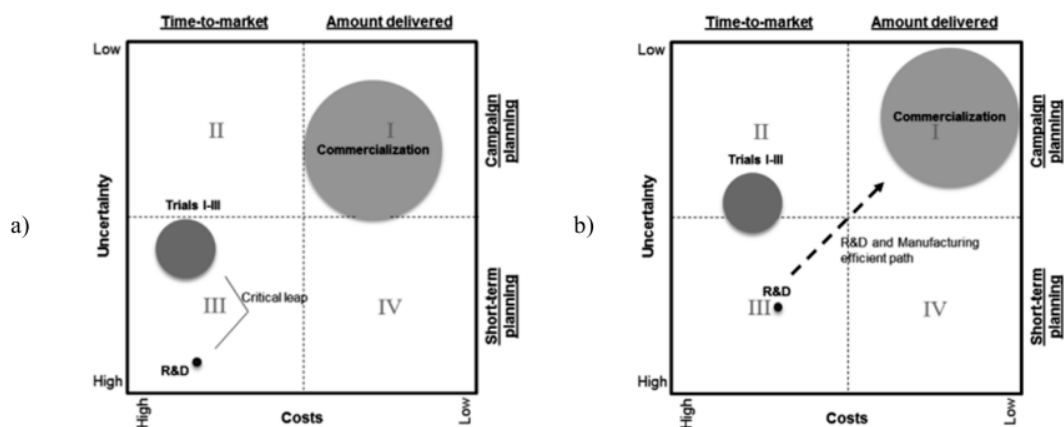 a)
Time-to-market
Amount delivered
Low
Uncertainty
High
II
I
Commercialization
Trials I-III
III
Critical leap
IV
R&D
Campaign
planning
Short-term
planning
High
Costs
Low
b)
Time-to-market
Amount delivered
Low
Uncertainty
High
II
Commercialization
I
Trials I-III
R&D and Manufacturing
efficient path
R&D
III
IV
Campaign
planning
Short-term
planning
High
Costs
Low